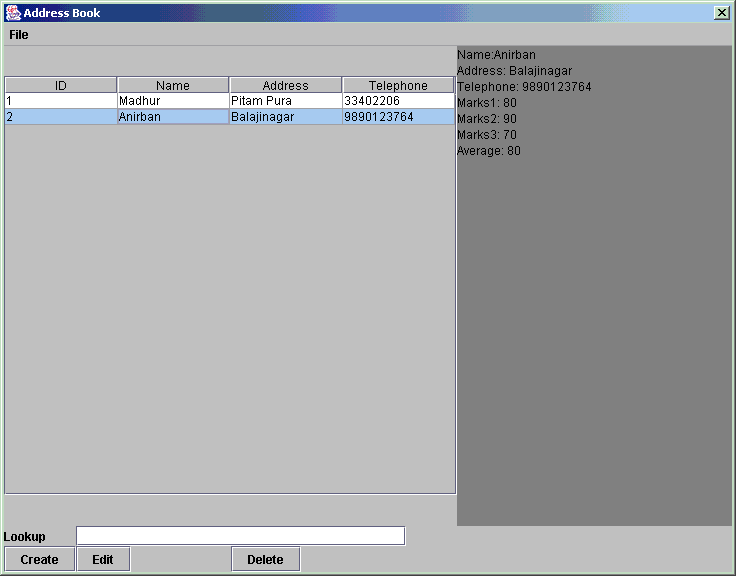 Address Book
File
ID Name Address Telephone
1 Madhur Pitam Pura 33402206
2 Anirban Balajinagar 9890123764
Name:Anirban
Address: Balajinagar
Telephone: 9890123764
Marks1: 80
Marks2: 90
Marks3: 70
Average: 80
Lookup
Create Edit Delete